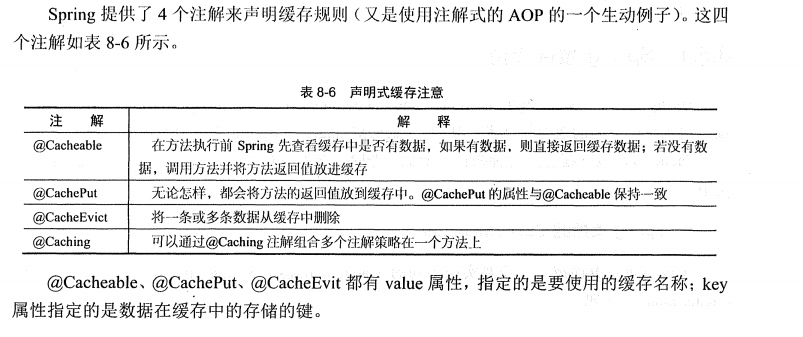 Spring 提供了 4 个注解来声明缓存规则（又是使用注解式的 AOP 的一个生动例子）。这四
个注解如表 8-6 所示。
表 8-6 声明式缓存注意
注 解 解 释
@Cacheable 在方法执行前 Spring 先查看缓存中是否有数据，如果有数据，则直接返回缓存数据；若没有数
据，调用方法并将方法返回值放进缓存
@CachePut 无论怎样，都会将方法的返回值放到缓存中。@CachePut 的属性与@Cacheable 保持一致
@CacheEvict 将一条或多条数据从缓存中删除
@Caching 可以通过@Caching 注解组合多个注解策略在一个方法上
@Cacheable、@CachePut、@CacheEvit 都有 value 属性，指定的是要使用的缓存名称；key
属性指定的是数据在缓存中的存储的键。